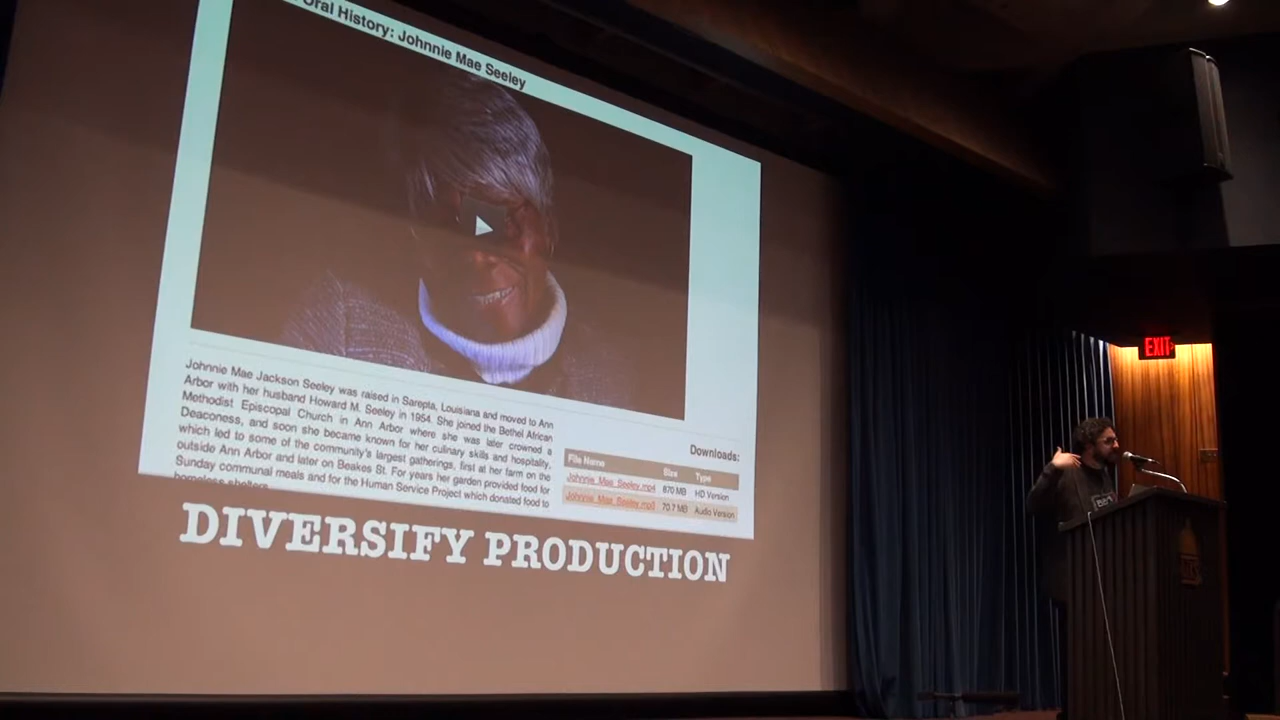 Oral History: Johnnie Mae Seeley
Johnnie Mae Jackson Seeley was raised in Sarepta, Louisiana and moved to Ann
Arbor with her husband Howard M. Seeley in 1954. She joined the Bethel African
Methodist Episcopal Church in Ann Arbor where she was later crowned a
Deaconess, and soon she became known for her culinary skills and hospitality,
which led to some of the community's largest gatherings, first at her farm on the
outside Ann Arbor and later on Beakes St. For years her garden provided food for
Sunday communal meals and for the Human Service Project which donated food to
homeless shelters.
Downloads:
File Name Size Type
Johnnie_Mae_Seeley.mp4 670 MB HD Version
Johnnie_Mae_Seeley.mp3 70.7 MB Audio Version
DIVERSIFY PRODUCTION
EXIT